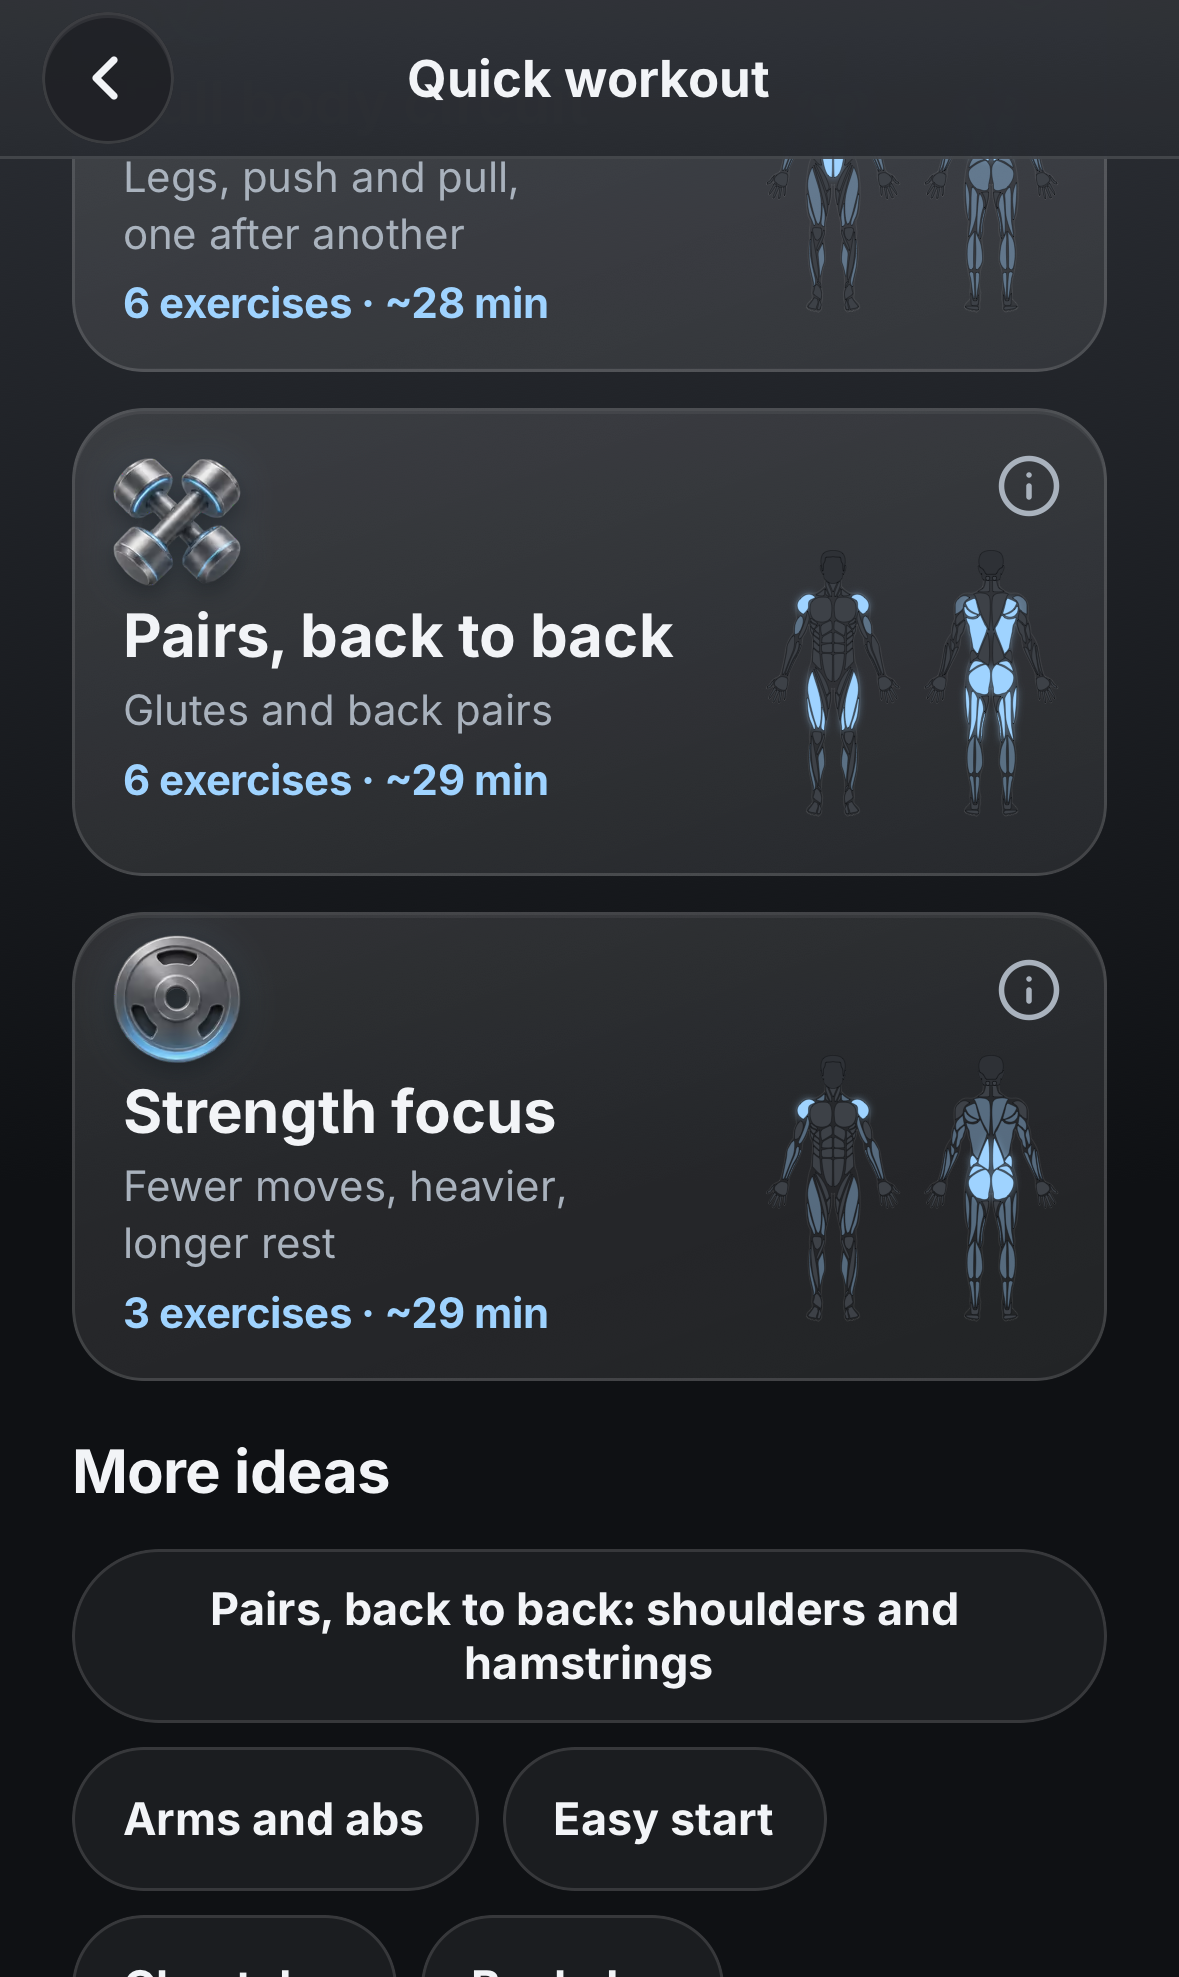 Quick workout
Legs, push and pull,
one after another
6 exercises · ~28 min
Pairs, back to back
Glutes and back pairs
6 exercises · ~29 min
Strength focus
Fewer moves, heavier,
longer rest
3 exercises · ~29 min
More ideas
Pairs, back to back: shoulders and
hamstrings
Arms and abs
Easy start